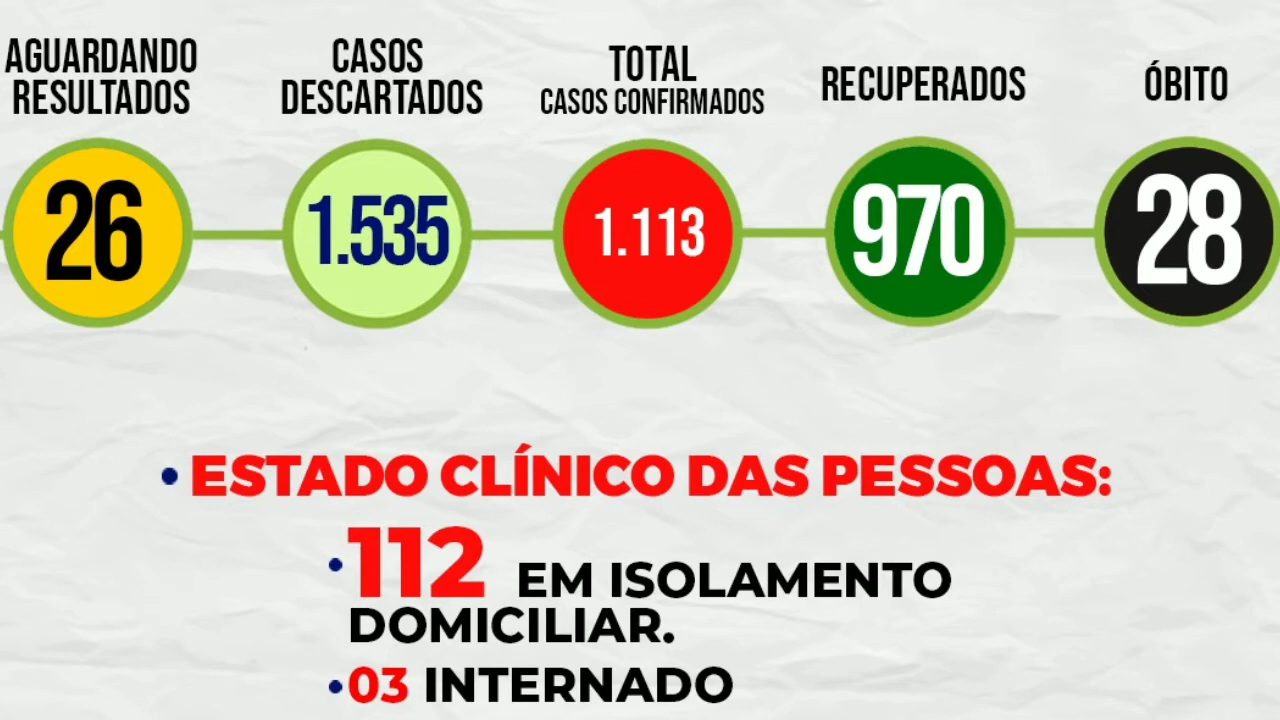 AGUARDANDO
RESULTADOS
26
CASOS
DESCARTADOS
1.535
TOTAL
CASOS CONFIRMADOS
1.113
RECUPERADOS
970
ÓBITO
28
• ESTADO CLÍNICO DAS PESSOAS:
• 112 EM ISOLAMENTO
DOMICILIAR.
• 03 INTERNADO